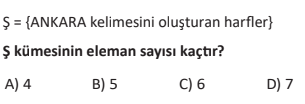 Ş = {ANKARA kelimesini oluşturan harfler}
Ş kümesinin eleman sayısı kaçtır?
A) 4 B) 5 C) 6 D) 7